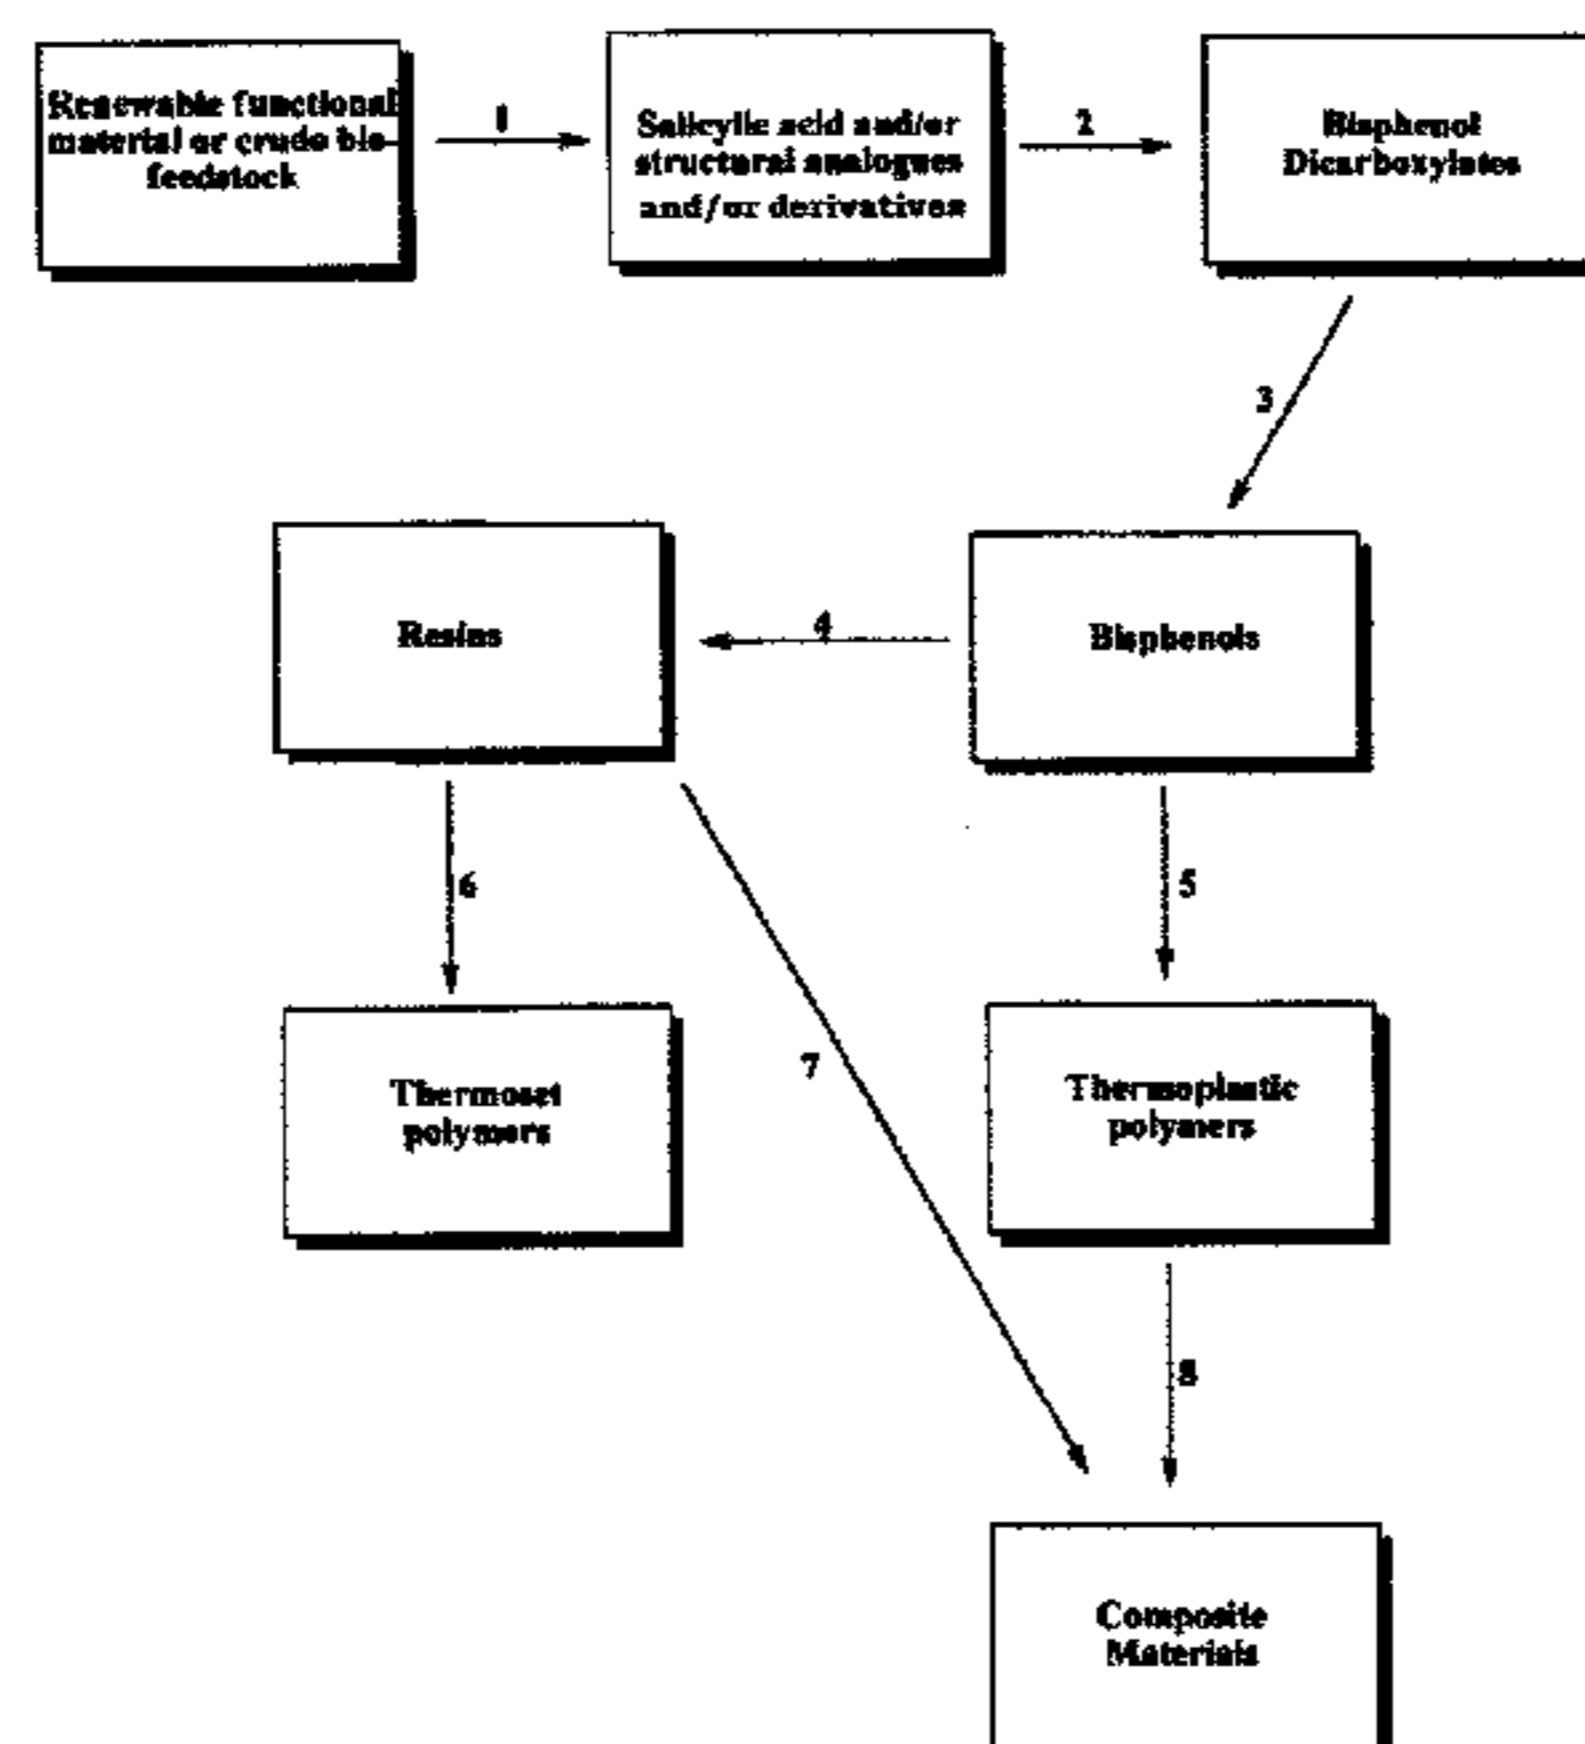 Renewable functional
material or crude bio-
feedstock
1
Salicylic acid and/or
structural analogues
and/or derivatives
2
Bisphenol
Dicarboxylates
3
Resins
4
Bisphenols
6
5
7
Thermoset
polymers
Thermoplastic
polymers
8
Composite
Materials